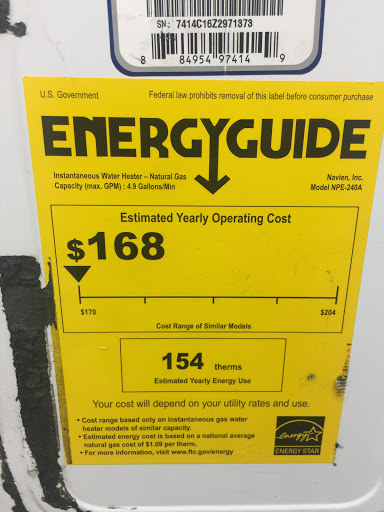 SN: 7414C16Z2971373
8 84954 97414 9
U.S. Government Federal law prohibits removal of this label before consumer purchase
ENERGYGUIDE
Instantaneous Water Heater – Natural Gas
Capacity (max. GPM) : 4.9 Gallons/Min
Navien, Inc.
Model NPE-240A
Estimated Yearly Operating Cost
$168
$170 $204
Cost Range of Similar Models
154 therms
Estimated Yearly Energy Use
Your cost will depend on your utility rates and use.
• Cost range based only on instantaneous gas water
heater models of similar capacity.
• Estimated energy cost is based on a national average
natural gas cost of $1.09 per therm.
• For more information, visit www.ftc.gov/energy
energy
ENERGY STAR